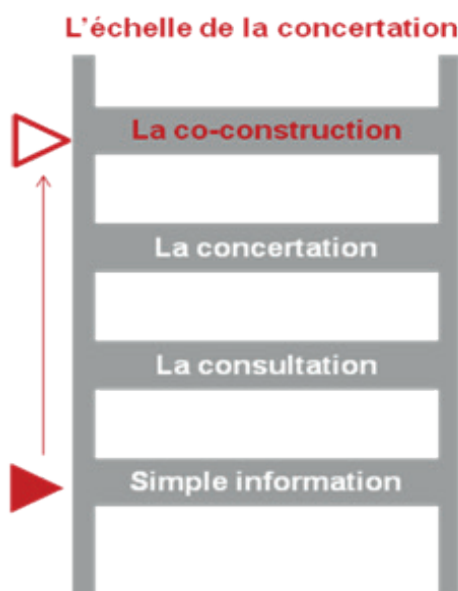 L'échelle de la concertation
La co-construction
La concertation
La consultation
Simple information